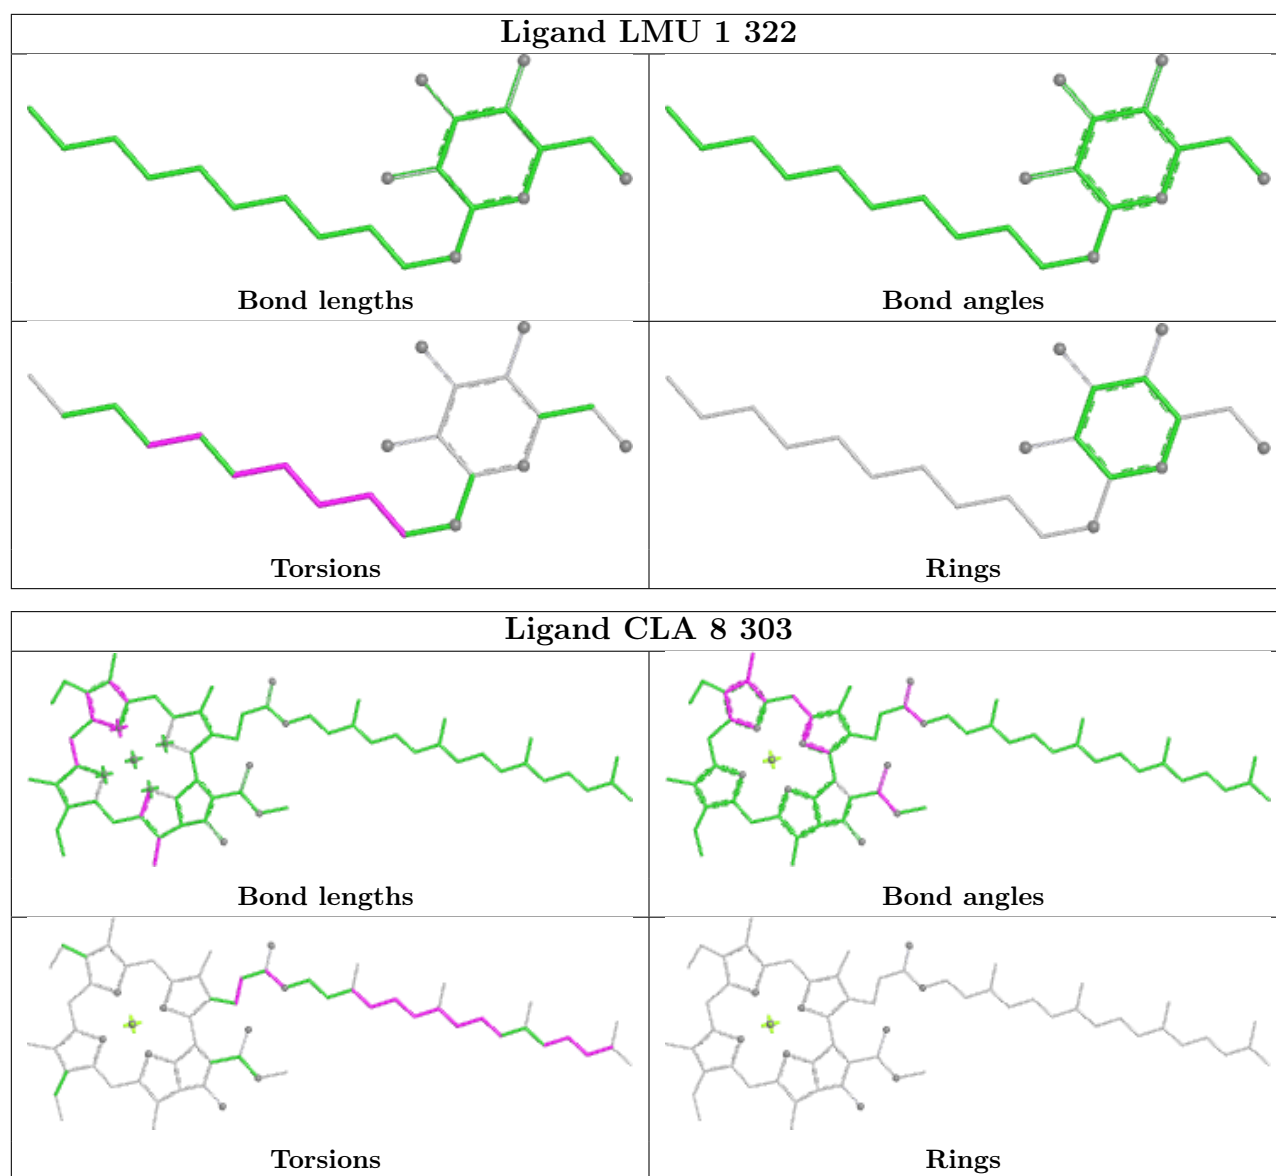 Ligand LMU 1 322
Bond lengths
Bond angles
Torsions
Rings
Ligand CLA 8 303
Bond lengths
Bond angles
Torsions
Rings